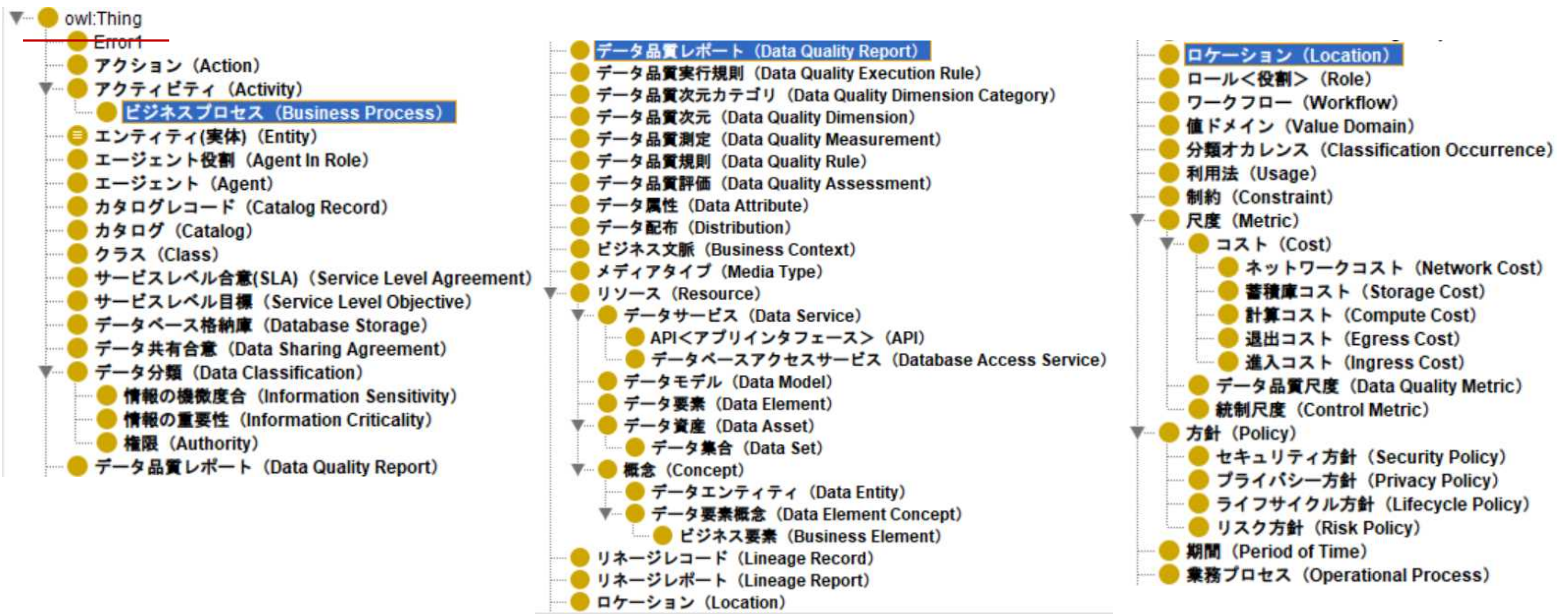 owl:Thing
Error1
アクション（Action）
アクティビティ（Activity）
ビジネスプロセス（Business Process）
エンティティ(実体)（Entity）
エージェント役割（Agent In Role）
エージェント（Agent）
カタログレコード（Catalog Record）
カタログ（Catalog）
クラス（Class）
サービスレベル合意(SLA)（Service Level Agreement）
サービスレベル目標（Service Level Objective）
データベース格納庫（Database Storage）
データ共有合意（Data Sharing Agreement）
データ分類（Data Classification）
情報の機微度合（Information Sensitivity）
情報の重要性（Information Criticality）
権限（Authority）
データ品質レポート（Data Quality Report）
データ品質レポート（Data Quality Report）
データ品質実行規則（Data Quality Execution Rule）
データ品質次元カテゴリ（Data Quality Dimension Category）
データ品質次元（Data Quality Dimension）
データ品質測定（Data Quality Measurement）
データ品質規則（Data Quality Rule）
データ品質評価（Data Quality Assessment）
データ属性（Data Attribute）
データ配布（Distribution）
ビジネス文脈（Business Context）
メディアタイプ（Media Type）
リソース（Resource）
データサービス（Data Service）
API＜アプリインタフェース＞（API）
データベースアクセスサービス（Database Access Service）
データモデル（Data Model）
データ要素（Data Element）
データ資産（Data Asset）
データ集合（Data Set）
概念（Concept）
データエンティティ（Data Entity）
データ要素概念（Data Element Concept）
ビジネス要素（Business Element）
リネージレコード（Lineage Record）
リネージレポート（Lineage Report）
ロケーション（Location）
ロケーション（Location）
ロール＜役割＞（Role）
ワークフロー（Workflow）
値ドメイン（Value Domain）
分類オカレンス（Classification Occurrence）
利用法（Usage）
制約（Constraint）
尺度（Metric）
コスト（Cost）
ネットワークコスト（Network Cost）
蓄積庫コスト（Storage Cost）
計算コスト（Compute Cost）
退出コスト（Egress Cost）
進入コスト（Ingress Cost）
データ品質尺度（Data Quality Metric）
統制尺度（Control Metric）
方針（Policy）
セキュリティ方針（Security Policy）
プライバシー方針（Privacy Policy）
ライフサイクル方針（Lifecycle Policy）
リスク方針（Risk Policy）
期間（Period of Time）
業務プロセス（Operational Process）